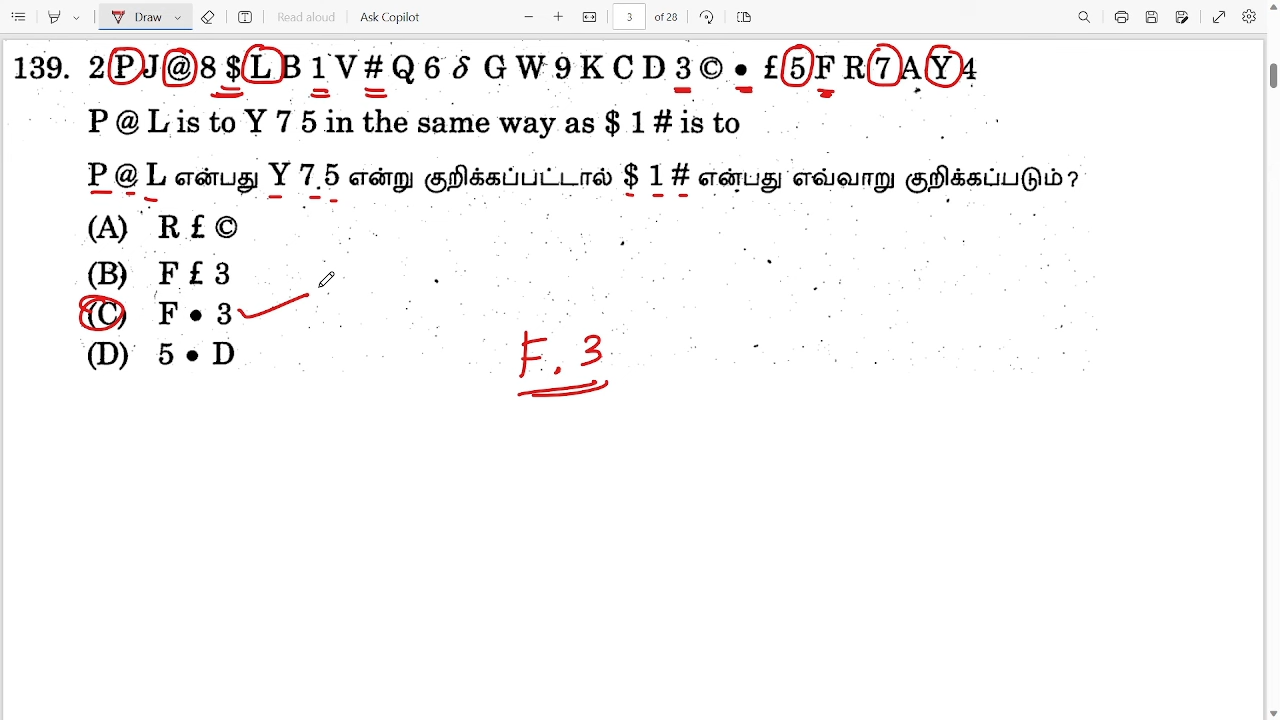 Draw
Read aloud
Ask Copilot
3 of 28
139. 2 P J @ 8 $ L B 1 V # Q 6 δ G W 9 K C D 3 © • £ 5 F R 7 A Y 4
P @ L is to Y 7 5 in the same way as $ 1 # is to
P @ L என்பது Y 7 5 என்று குறிக்கப்பட்டால் $ 1 # என்பது எவ்வாறு குறிக்கப்படும் ?
(A) R £ ©
(B) F £ 3
(C) F • 3
(D) 5 • D
F . 3